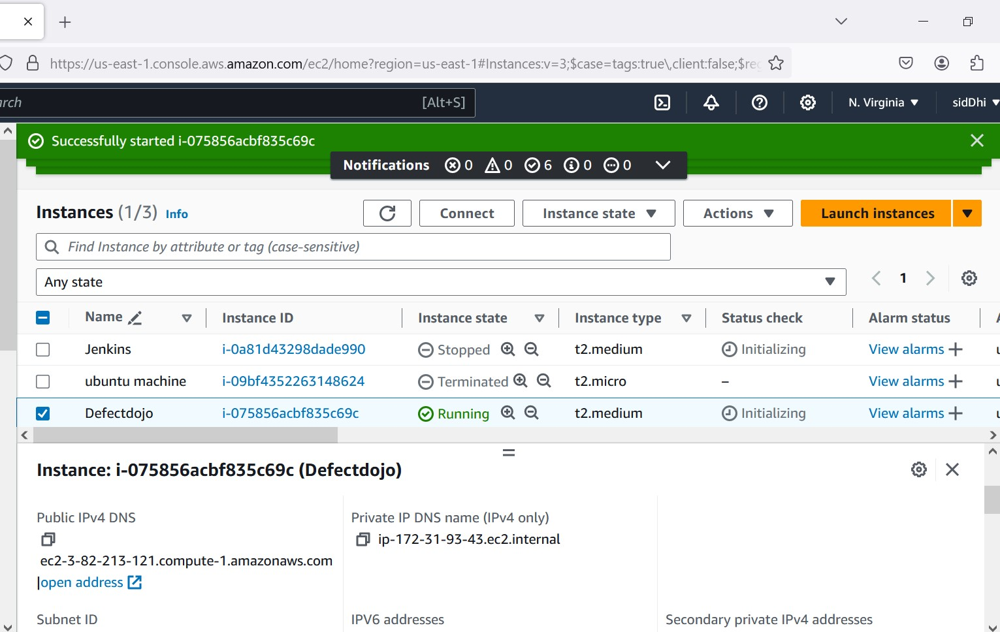 https://us-east-1.console.aws.amazon.com/ec2/home?region=us-east-1#Instances:v=3;$case=tags:true\,client:false;$reg
[Alt+S]
N. Virginia
sidDhi
Successfully started i-075856acbf835c69c
Notifications 0 0 6 0 0
Instances (1/3) Info
Connect
Instance state
Actions
Launch instances
Find Instance by attribute or tag (case-sensitive)
Any state
1
Name Instance ID Instance state Instance type Status check Alarm status
Jenkins i-0a81d43298dade990 Stopped t2.medium Initializing View alarms
ubuntu machine i-09bf4352263148624 Terminated t2.micro – View alarms
Defectdojo i-075856acbf835c69c Running t2.medium Initializing View alarms
Instance: i-075856acbf835c69c (Defectdojo)
Public IPv4 DNS
ec2-3-82-213-121.compute-1.amazonaws.com
|open address
Private IP DNS name (IPv4 only)
ip-172-31-93-43.ec2.internal
Subnet ID
IPV6 addresses
Secondary private IPv4 addresses